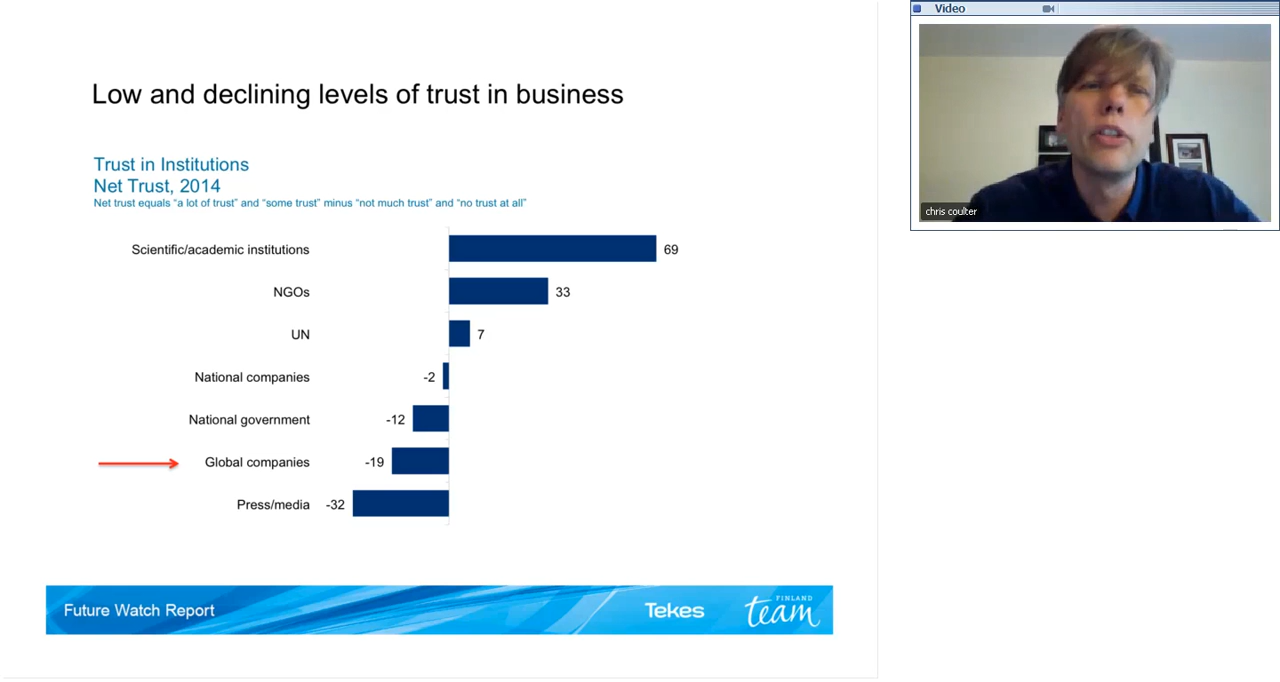 Low and declining levels of trust in business
Trust in Institutions
Net Trust, 2014
Net trust equals “a lot of trust” and “some trust” minus “not much trust” and “no trust at all”
Scientific/academic institutions 69
NGOs 33
UN 7
National companies -2
National government -12
Global companies -19
Press/media -32
Future Watch Report
Tekes
FINLAND
team
Video
chris coulter